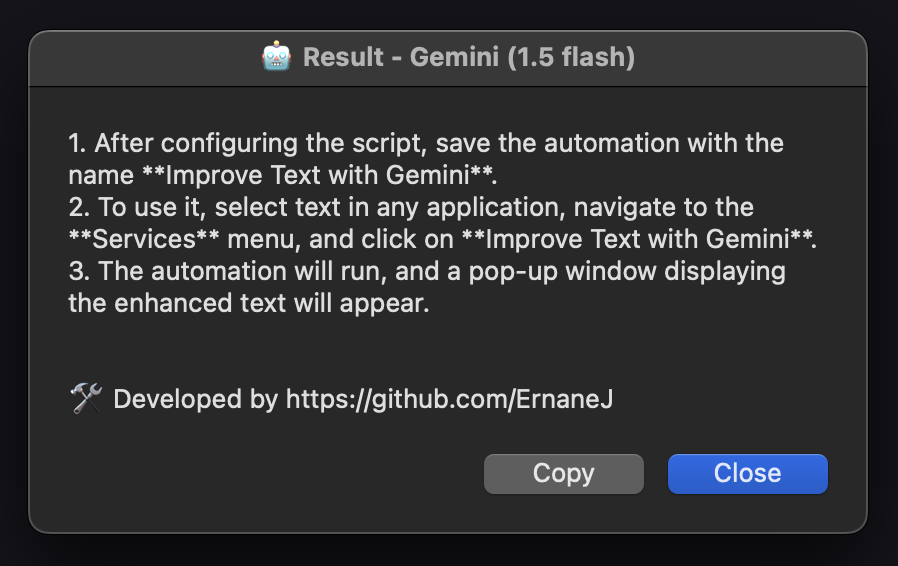 🤖 Result - Gemini (1.5 flash)
1. After configuring the script, save the automation with the
name **Improve Text with Gemini**.
2. To use it, select text in any application, navigate to the
**Services** menu, and click on **Improve Text with Gemini**.
3. The automation will run, and a pop-up window displaying
the enhanced text will appear.
🛠️ Developed by https://github.com/ErnaneJ
Copy
Close